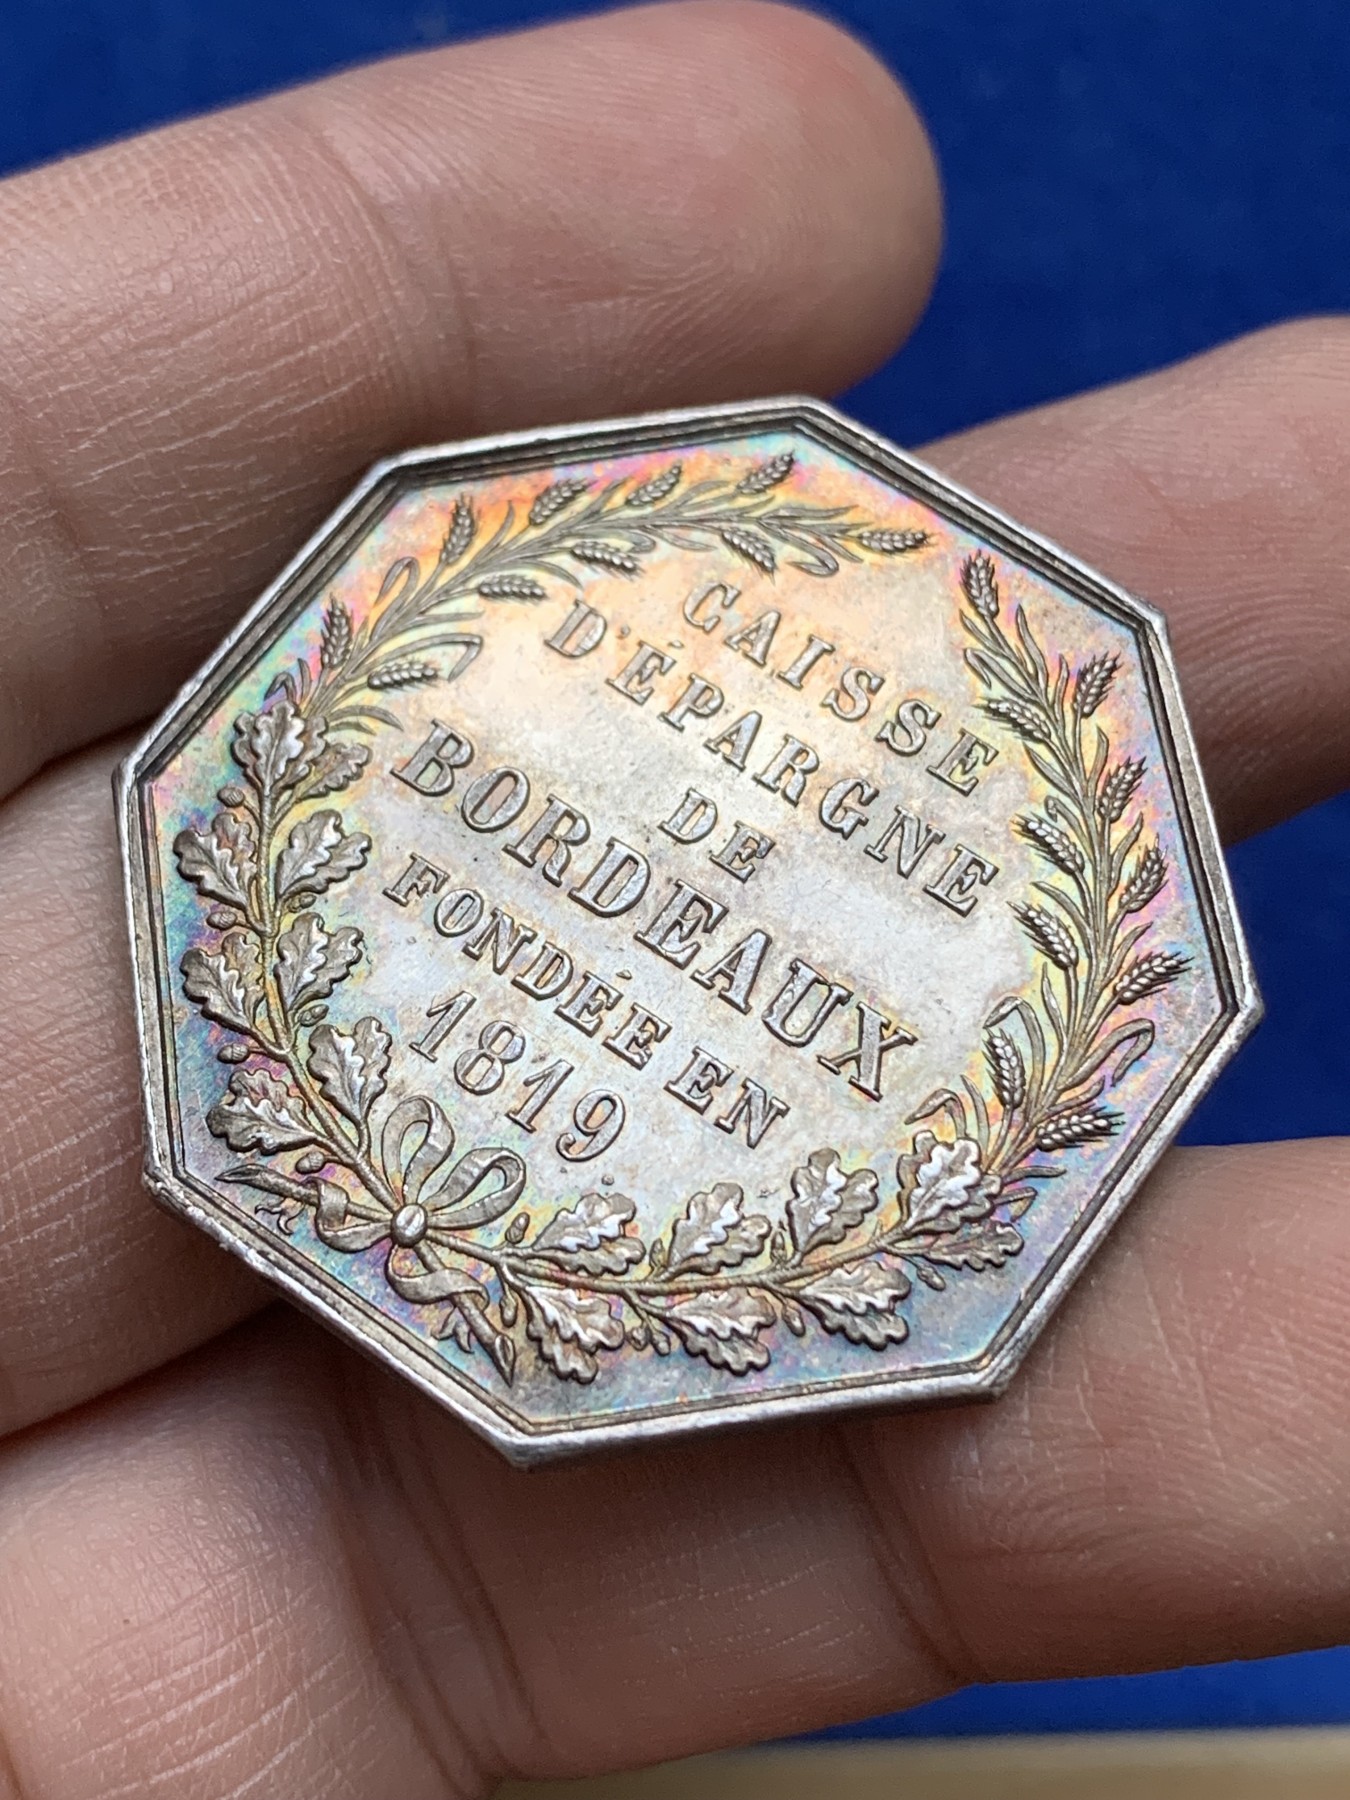 CAISSE
D'ÉPARGNE
DE
BORDEAUX
FONDÉE EN
1819.